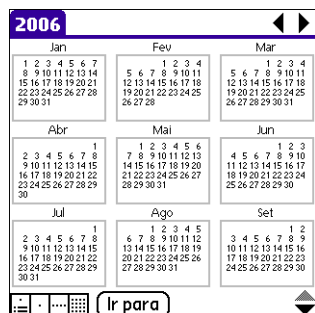 2006
Jan Fev Mar
1 2 3 4 5 6 7 1 2 3 4 1 2 3 4
8 9 10 11 12 13 14 5 6 7 8 9 10 11 5 6 7 8 9 10 11
15 16 17 18 19 20 21 12 13 14 15 16 17 18 12 13 14 15 16 17 18
22 23 24 25 26 27 28 19 20 21 22 23 24 25 19 20 21 22 23 24 25
29 30 31 26 27 28 26 27 28 29 30 31
Abr Mai Jun
1 1 2 3 4 5 6 1 2 3
2 3 4 5 6 7 8 7 8 9 10 11 12 13 4 5 6 7 8 9 10
9 10 11 12 13 14 15 14 15 16 17 18 19 20 11 12 13 14 15 16 17
16 17 18 19 20 21 22 21 22 23 24 25 26 27 18 19 20 21 22 23 24
23 24 25 26 27 28 29 28 29 30 31 25 26 27 28 29 30
30
Jul Ago Set
1 1 2 3 4 5 1 2
2 3 4 5 6 7 8 6 7 8 9 10 11 12 3 4 5 6 7 8 9
9 10 11 12 13 14 15 13 14 15 16 17 18 19 10 11 12 13 14 15 16
16 17 18 19 20 21 22 20 21 22 23 24 25 26 17 18 19 20 21 22 23
23 24 25 26 27 28 29 27 28 29 30 31 24 25 26 27 28 29 30
30 31
Ir para